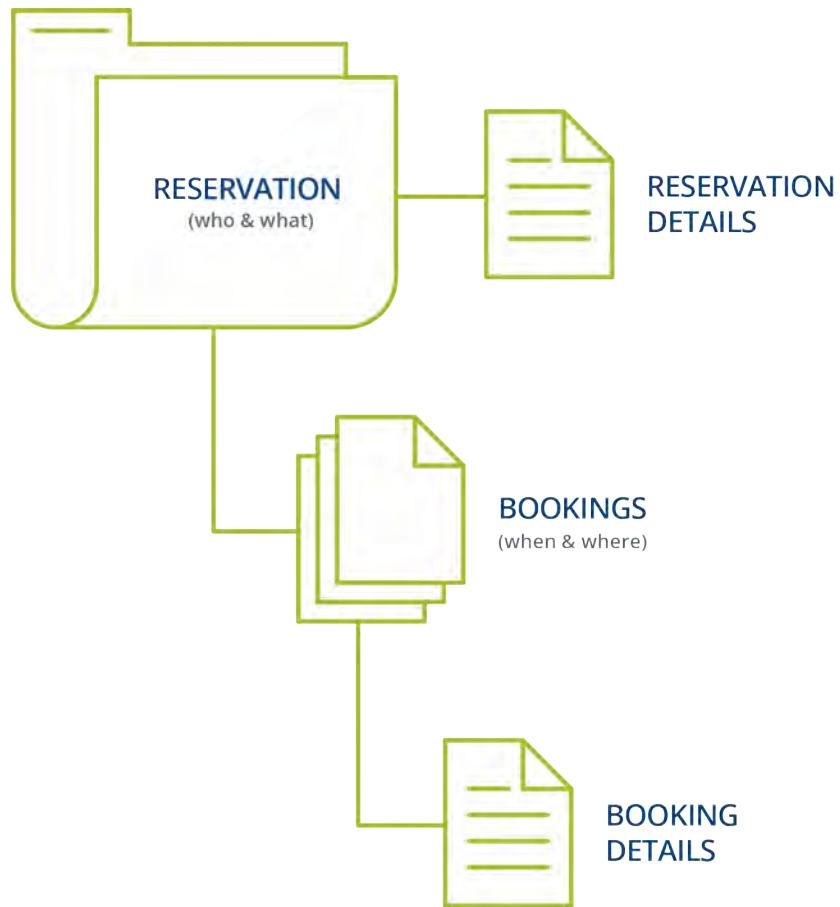 RESERVATION
(who & what)
RESERVATION
DETAILS
BOOKINGS
(when & where)
BOOKING
DETAILS